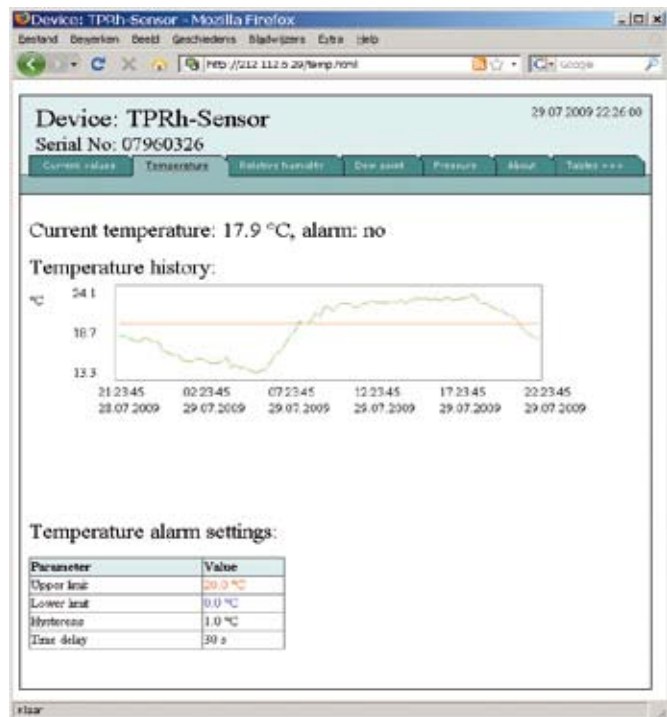 Device: TPRh-Sensor - Mozilla Firefox
Bestand Bewerken Beeld Geschiedenis Bladwijzers Extra Help
http://212.112.5.29/temp.html Google
Device: TPRh-Sensor 29.07.2009 22:26:00
Serial No: 07960326
Current values Temperature Relative humidity Dew point Pressure About Tables >>>
Current temperature: 17.9 °C, alarm: no
Temperature history:
°C
24.1
18.7
13.3
21:23:45 02:23:45 07:23:45 12:23:45 17:23:45 22:23:45
28.07.2009 29.07.2009 29.07.2009 29.07.2009 29.07.2009 29.07.2009
Temperature alarm settings:
Parameter Value
Upper limit 20.0 °C
Lower limit 0.0 °C
Hysteresis 1.0 °C
Time delay 30 s
Klaar